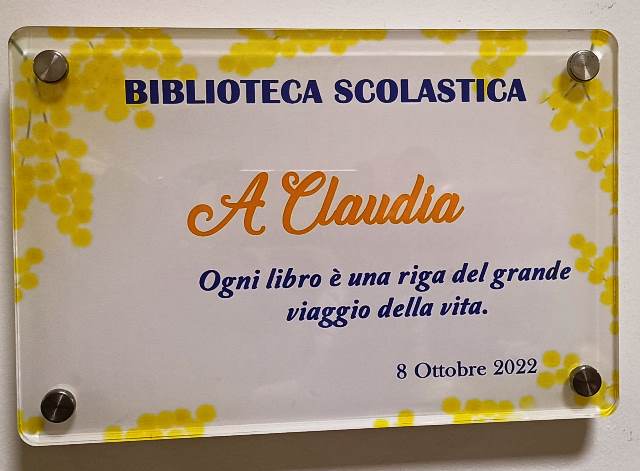 BIBLIOTECA SCOLASTICA
A Claudia
Ogni libro è una riga del grande
viaggio della vita.
8 Ottobre 2022